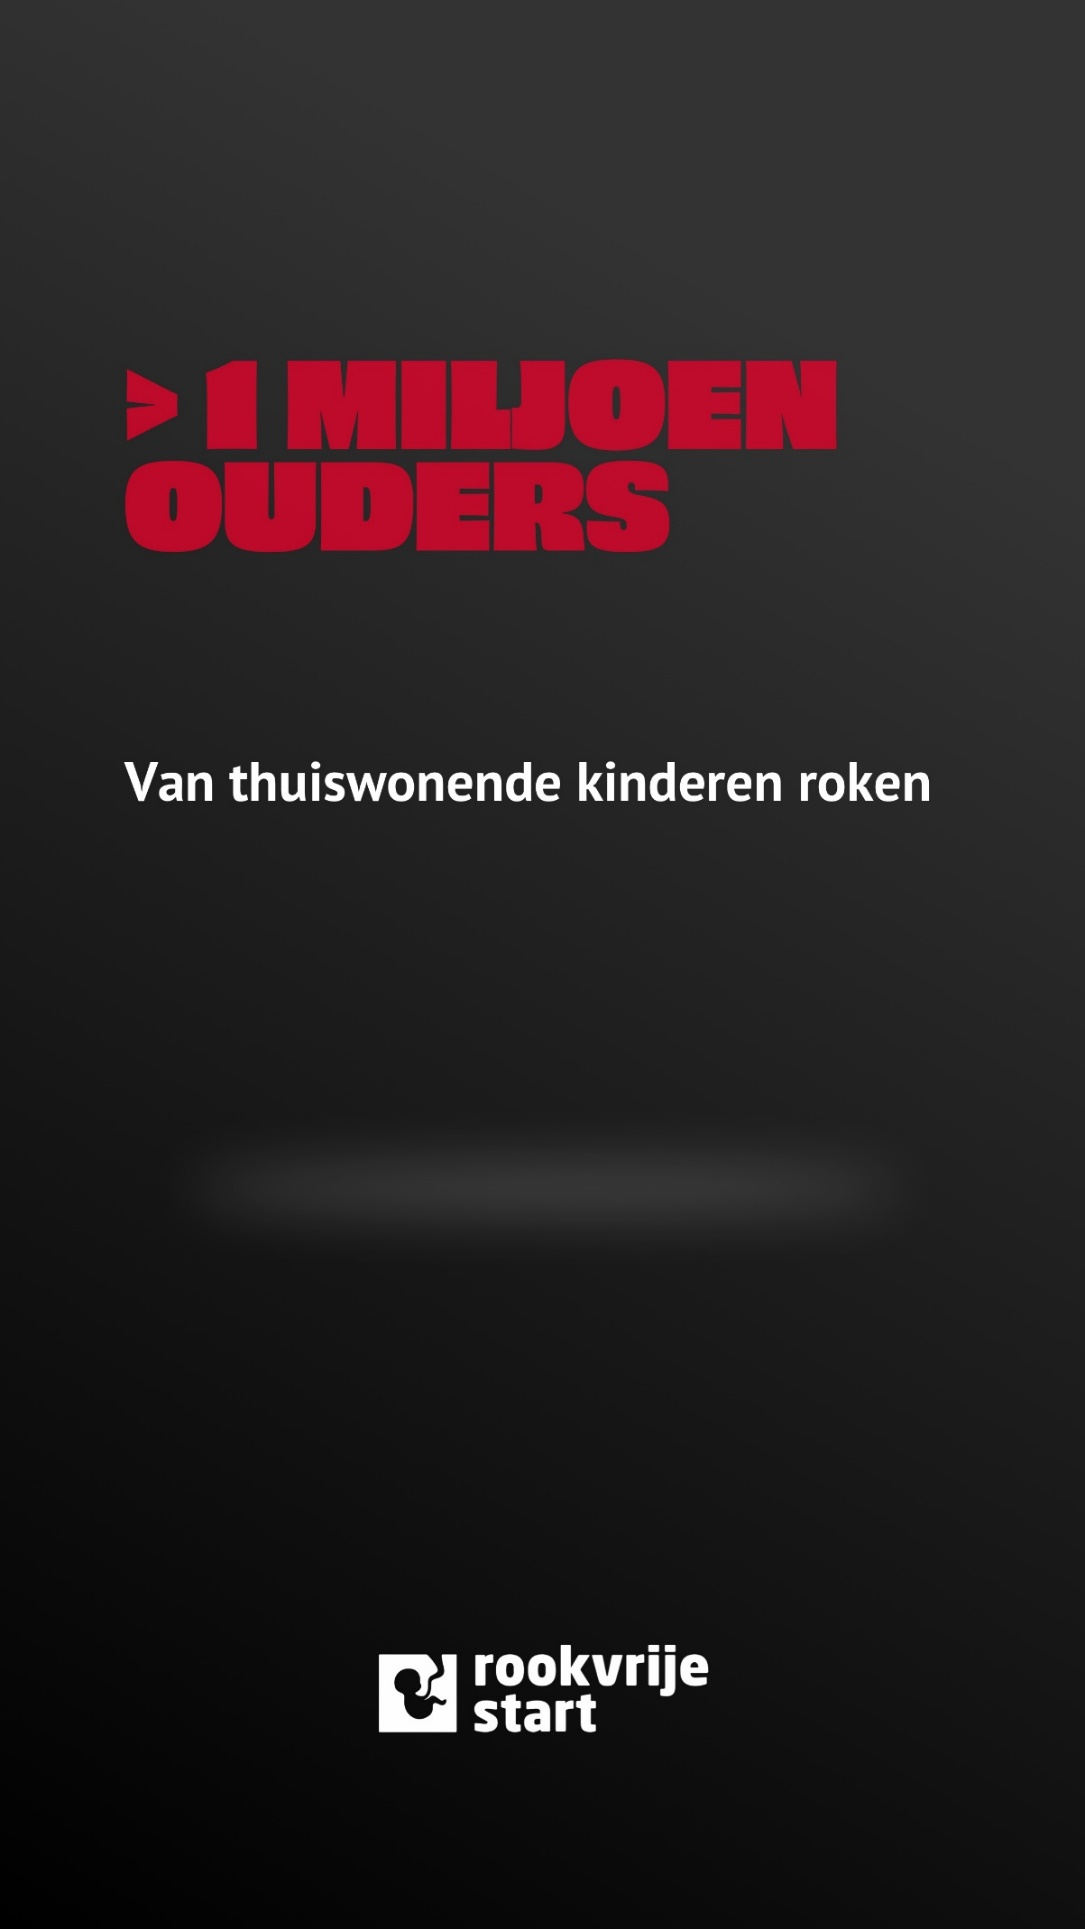 > 1 MILJOEN
OUDERS
Van thuiswonende kinderen roken
rookvrije
start